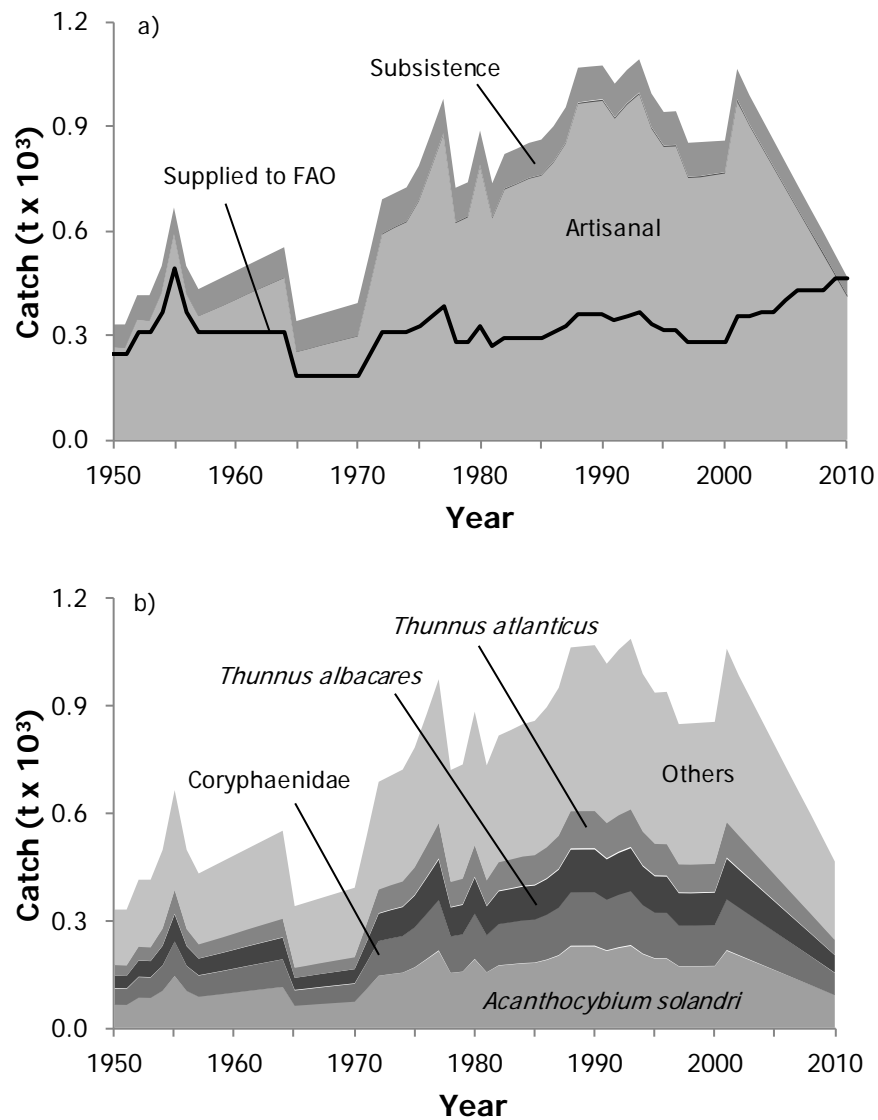 a)
Catch (t x 10³)
1.2
0.9
0.6
0.3
0.0
Subsistence
Supplied to FAO
Artisanal
1950 1960 1970 1980 1990 2000 2010
Year
b)
Catch (t x 10³)
1.2
0.9
0.6
0.3
0.0
Thunnus atlanticus
Thunnus albacares
Coryphaenidae
Others
Acanthocybium solandri
1950 1960 1970 1980 1990 2000 2010
Year